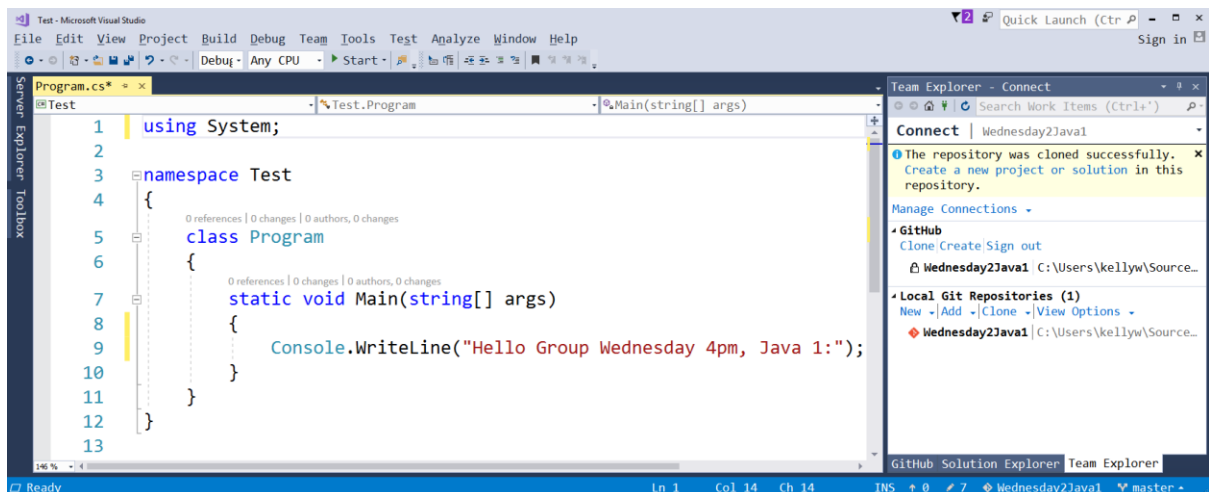 Test - Microsoft Visual Studio
2
Quick Launch (Ctr
File Edit View Project Build Debug Team Tools Test Analyze Window Help
Sign in
Debug Any CPU Start
Server Explorer
Toolbox
Program.cs*
Test Test.Program Main(string[] args)
1 using System;
2
3 namespace Test
4 {
0 references | 0 changes | 0 authors, 0 changes
5 class Program
6 {
0 references | 0 changes | 0 authors, 0 changes
7 static void Main(string[] args)
8 {
9 Console.WriteLine("Hello Group Wednesday 4pm, Java 1:");
10 }
11 }
12 }
13
146 %
Team Explorer - Connect
Search Work Items (Ctrl+')
Connect | Wednesday2Java1
The repository was cloned successfully.
Create a new project or solution in this
repository.
Manage Connections
GitHub
Clone Create Sign out
Wednesday2Java1 C:\Users\kellyw\Source…
Local Git Repositories (1)
New Add Clone View Options
Wednesday2Java1 C:\Users\kellyw\Source…
GitHub Solution Explorer Team Explorer
Ready Ln 1 Col 14 Ch 14 INS 0 7 Wednesday2Java1 master